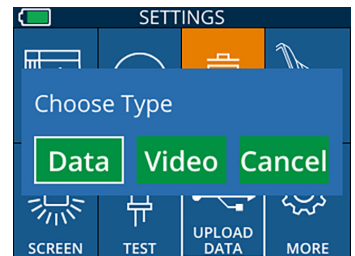 SETTINGS
Choose Type
Data Video Cancel
SCREEN TEST UPLOAD DATA MORE